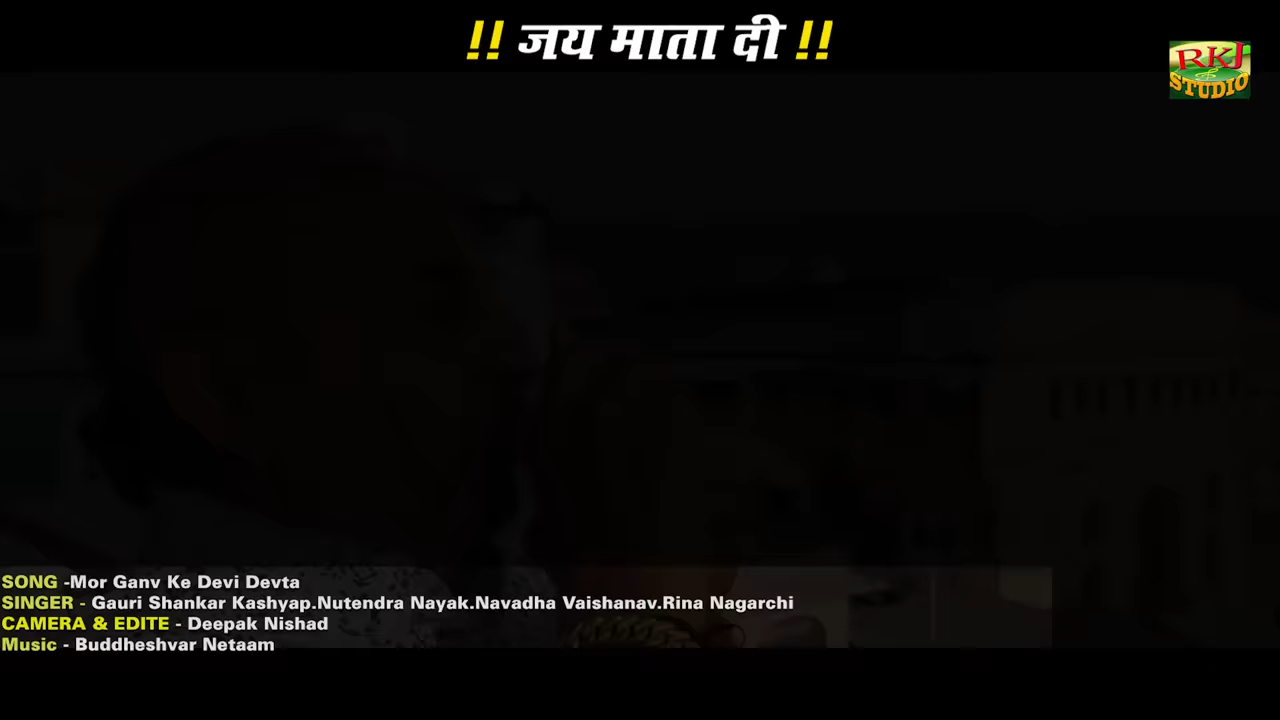 !! जय माता दी !!
RKJ
STUDIO
SONG -Mor Ganv Ke Devi Devta
SINGER - Gauri Shankar Kashyap.Nutendra Nayak.Navadha Vaishanav.Rina Nagarchi
CAMERA & EDITE - Deepak Nishad
Music - Buddheshvar Netaam